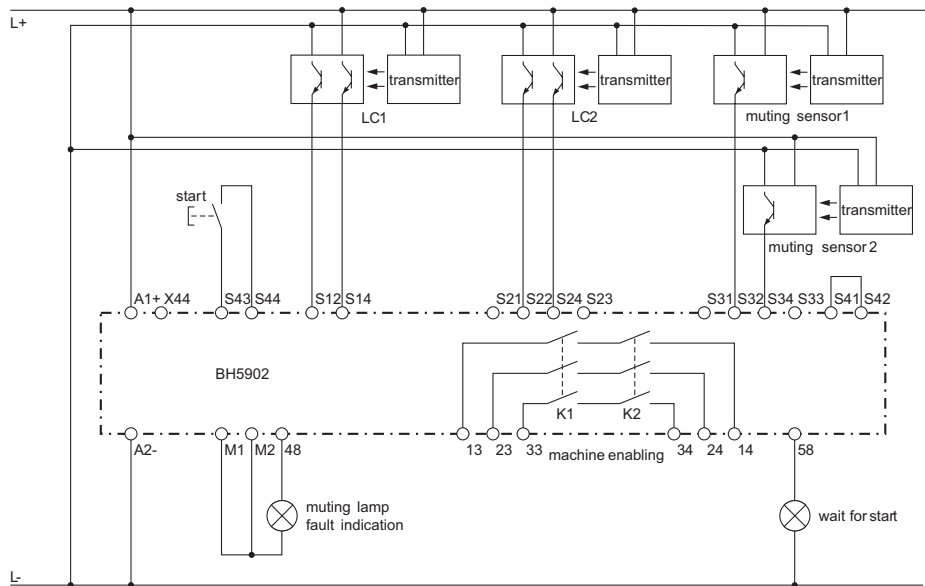 L+
transmitter
transmitter
transmitter
LC1
LC2
muting sensor1
start
transmitter
muting sensor2
A1+ X44 S43 S44 S12 S14 S21 S22 S24 S23 S31 S32 S34 S33 S41 S42
BH5902
K1 K2
A2- M1 M2 48 13 23 33 machine enabling 34 24 14 58
muting lamp
fault indication
wait for start
L-